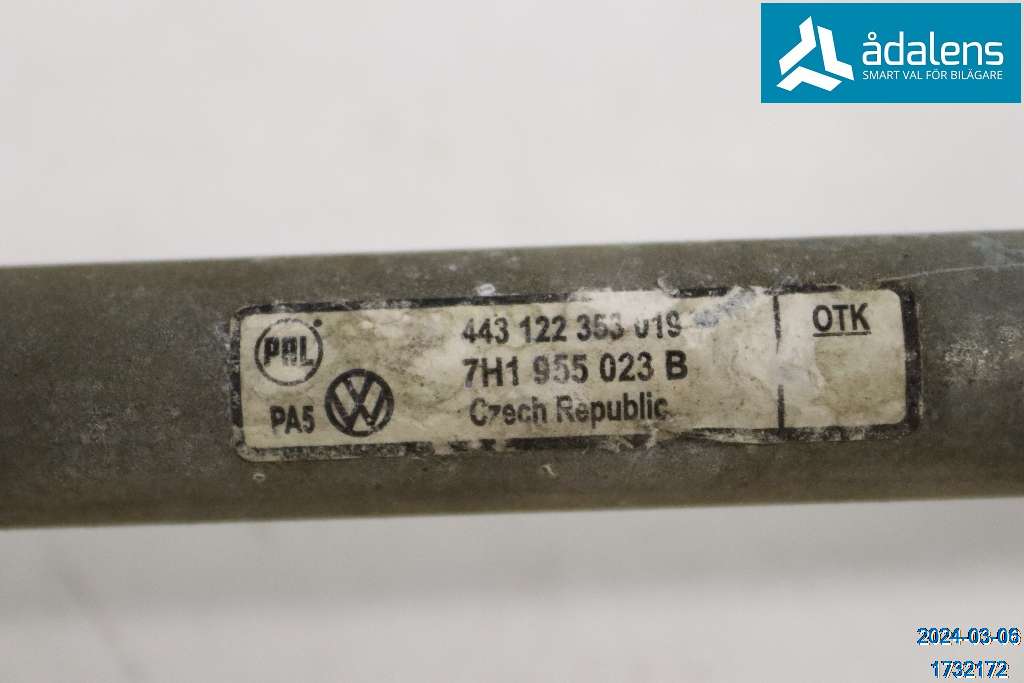 ådalens
SMART VAL FÖR BILÄGARE
PAL
PA5
443 122 353 019
7H1 955 023 B
Czech Republic
OTK
2024-03-06
1732172